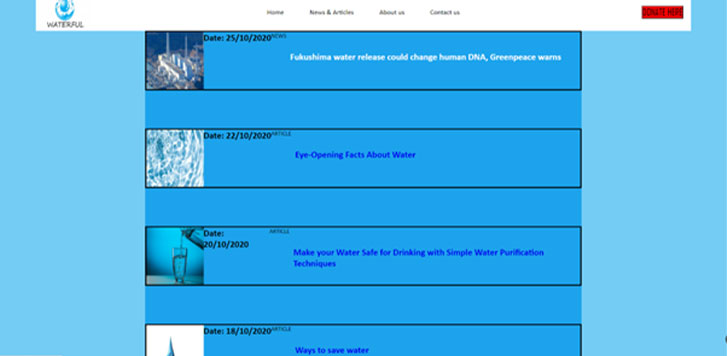 WATERFUL
Home News & Articles About us Contact us
DONATE HERE
Date: 25/10/2020 NEWS
Fukushima water release could change human DNA, Greenpeace warns
Date: 22/10/2020 ARTICLE
Eye-Opening Facts About Water
Date: ARTICLE
20/10/2020
Make your Water Safe for Drinking with Simple Water Purification
Techniques
Date: 18/10/2020 ARTICLE
Ways to save water